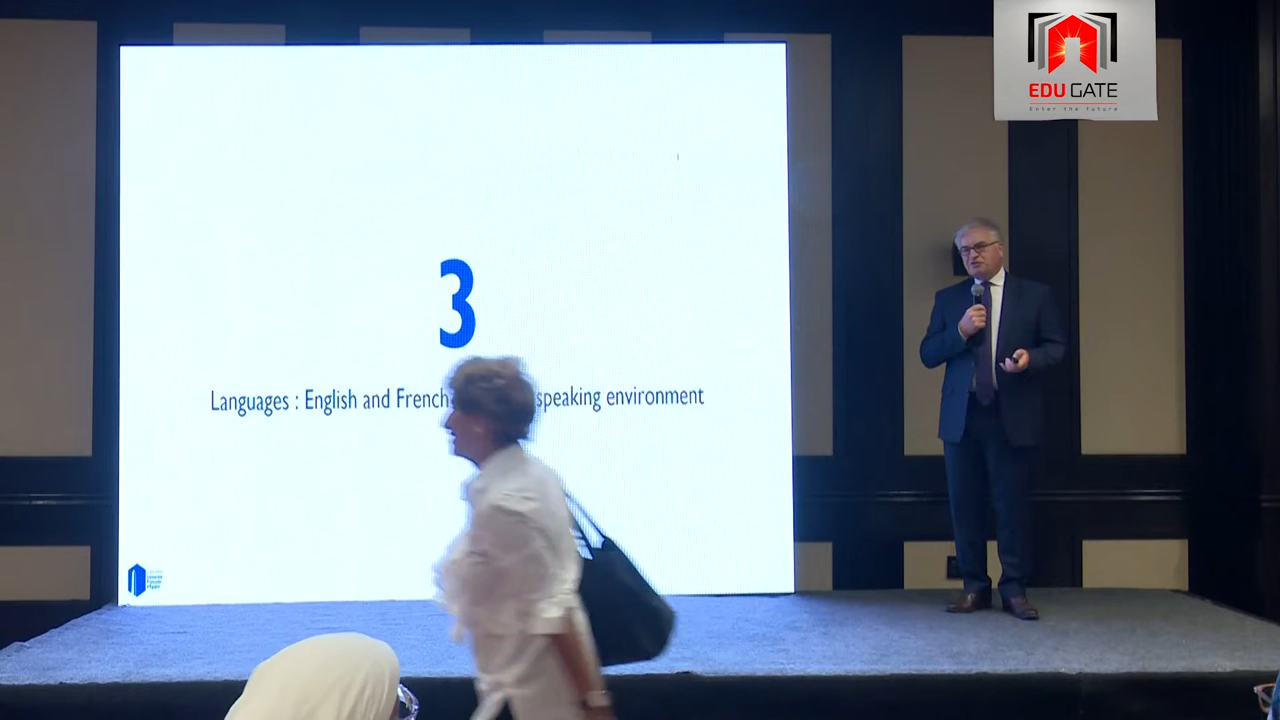 EDU GATE
Enter the future
3
Languages : English and French speaking environment